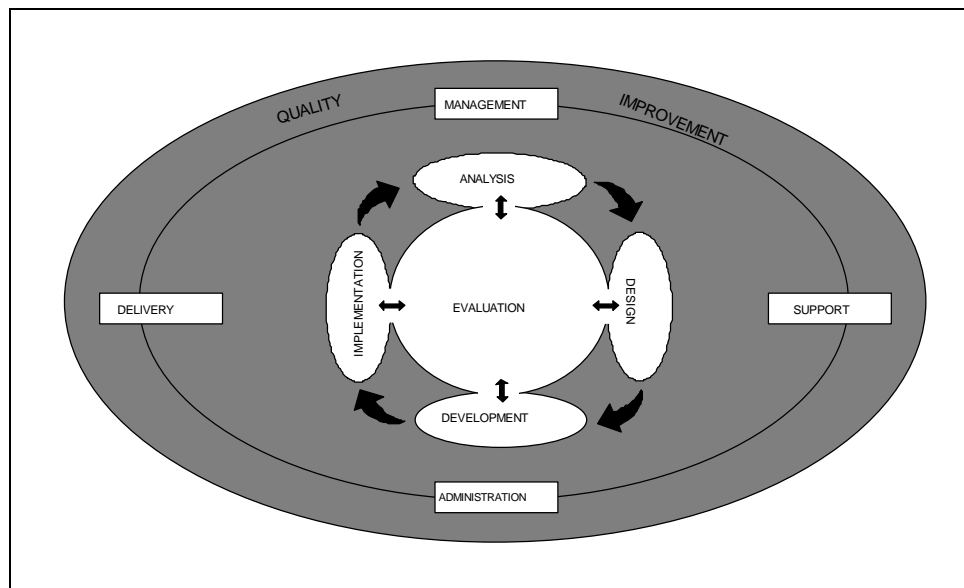 QUALITY
IMPROVEMENT
MANAGEMENT
ANALYSIS
DELIVERY
IMPLEMENTATION
EVALUATION
DESIGN
SUPPORT
DEVELOPMENT
ADMINISTRATION